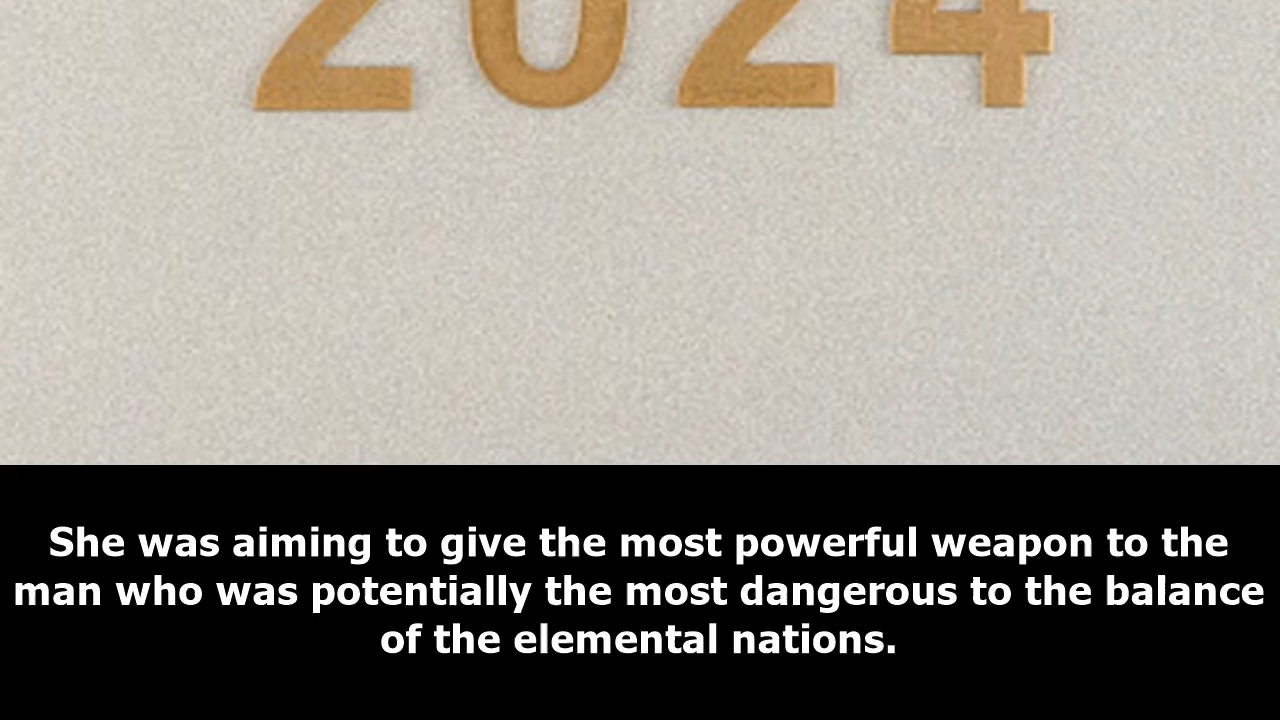 2024
She was aiming to give the most powerful weapon to the
man who was potentially the most dangerous to the balance
of the elemental nations.